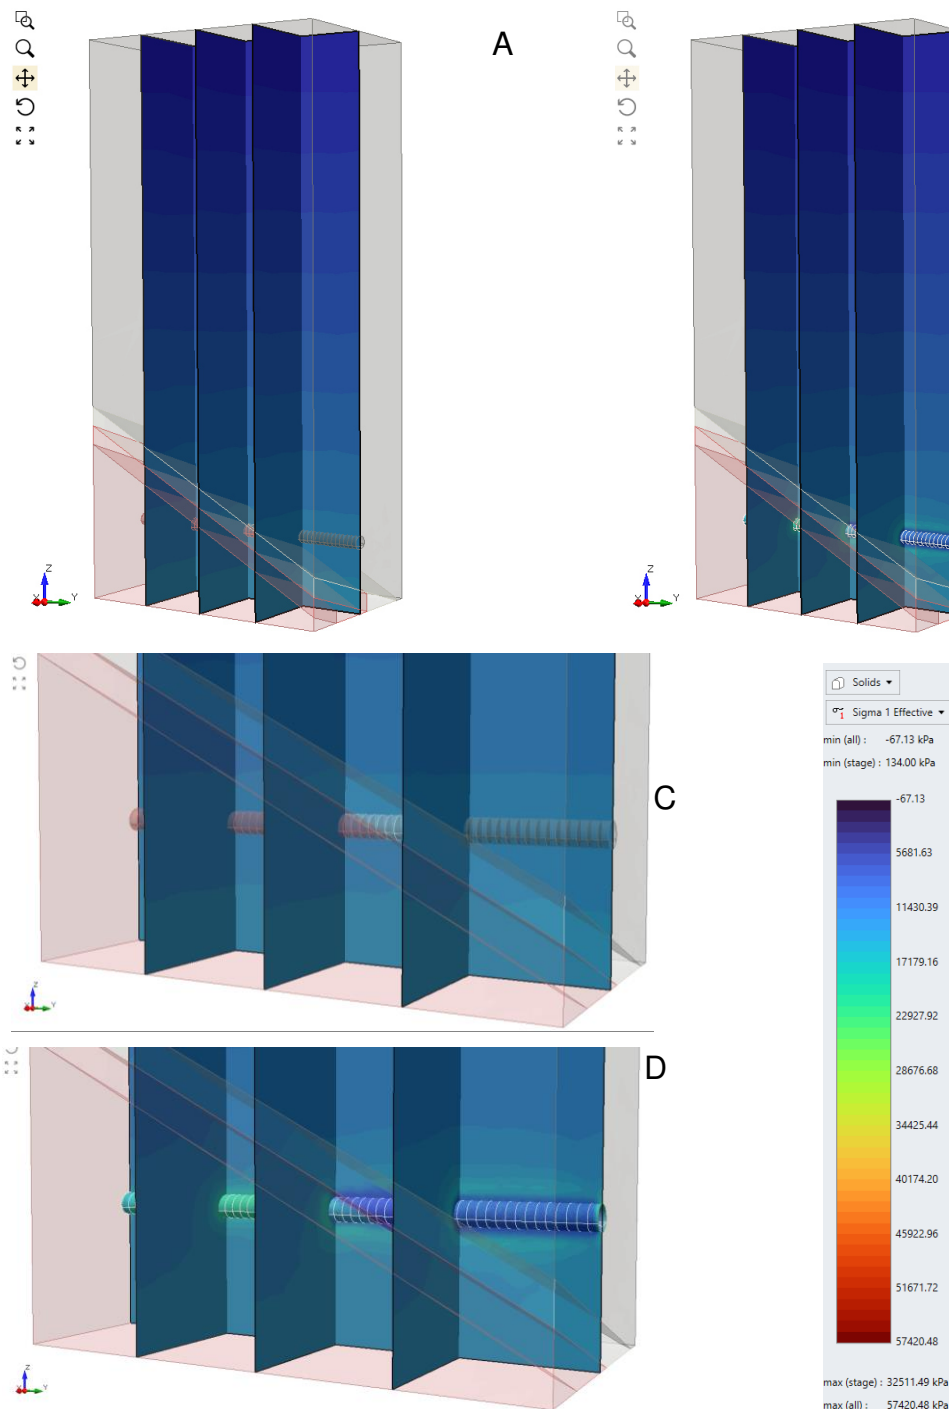 A
Z
Y
X
Z
Y
X
C
Z
Y
D
Z
Y
Solids
σ1 Sigma 1 Effective
min (all) : -67.13 kPa
min (stage) : 134.00 kPa
-67.13
5681.63
11430.39
17179.16
22927.92
28676.68
34425.44
40174.20
45922.96
51671.72
57420.48
max (stage) : 32511.49 kPa
max (all) : 57420.48 kPa